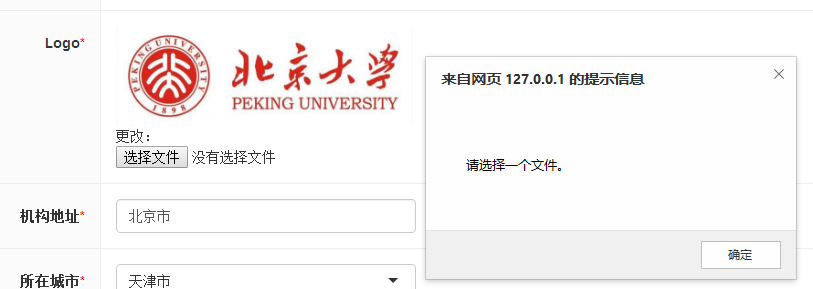 Logo*
PEKING UNIVERSITY
1898
北京大学
PEKING UNIVERSITY
更改：
选择文件 没有选择文件
机构地址*
北京市
所在城市*
天津市
来自网页 127.0.0.1 的提示信息
请选择一个文件。
确定